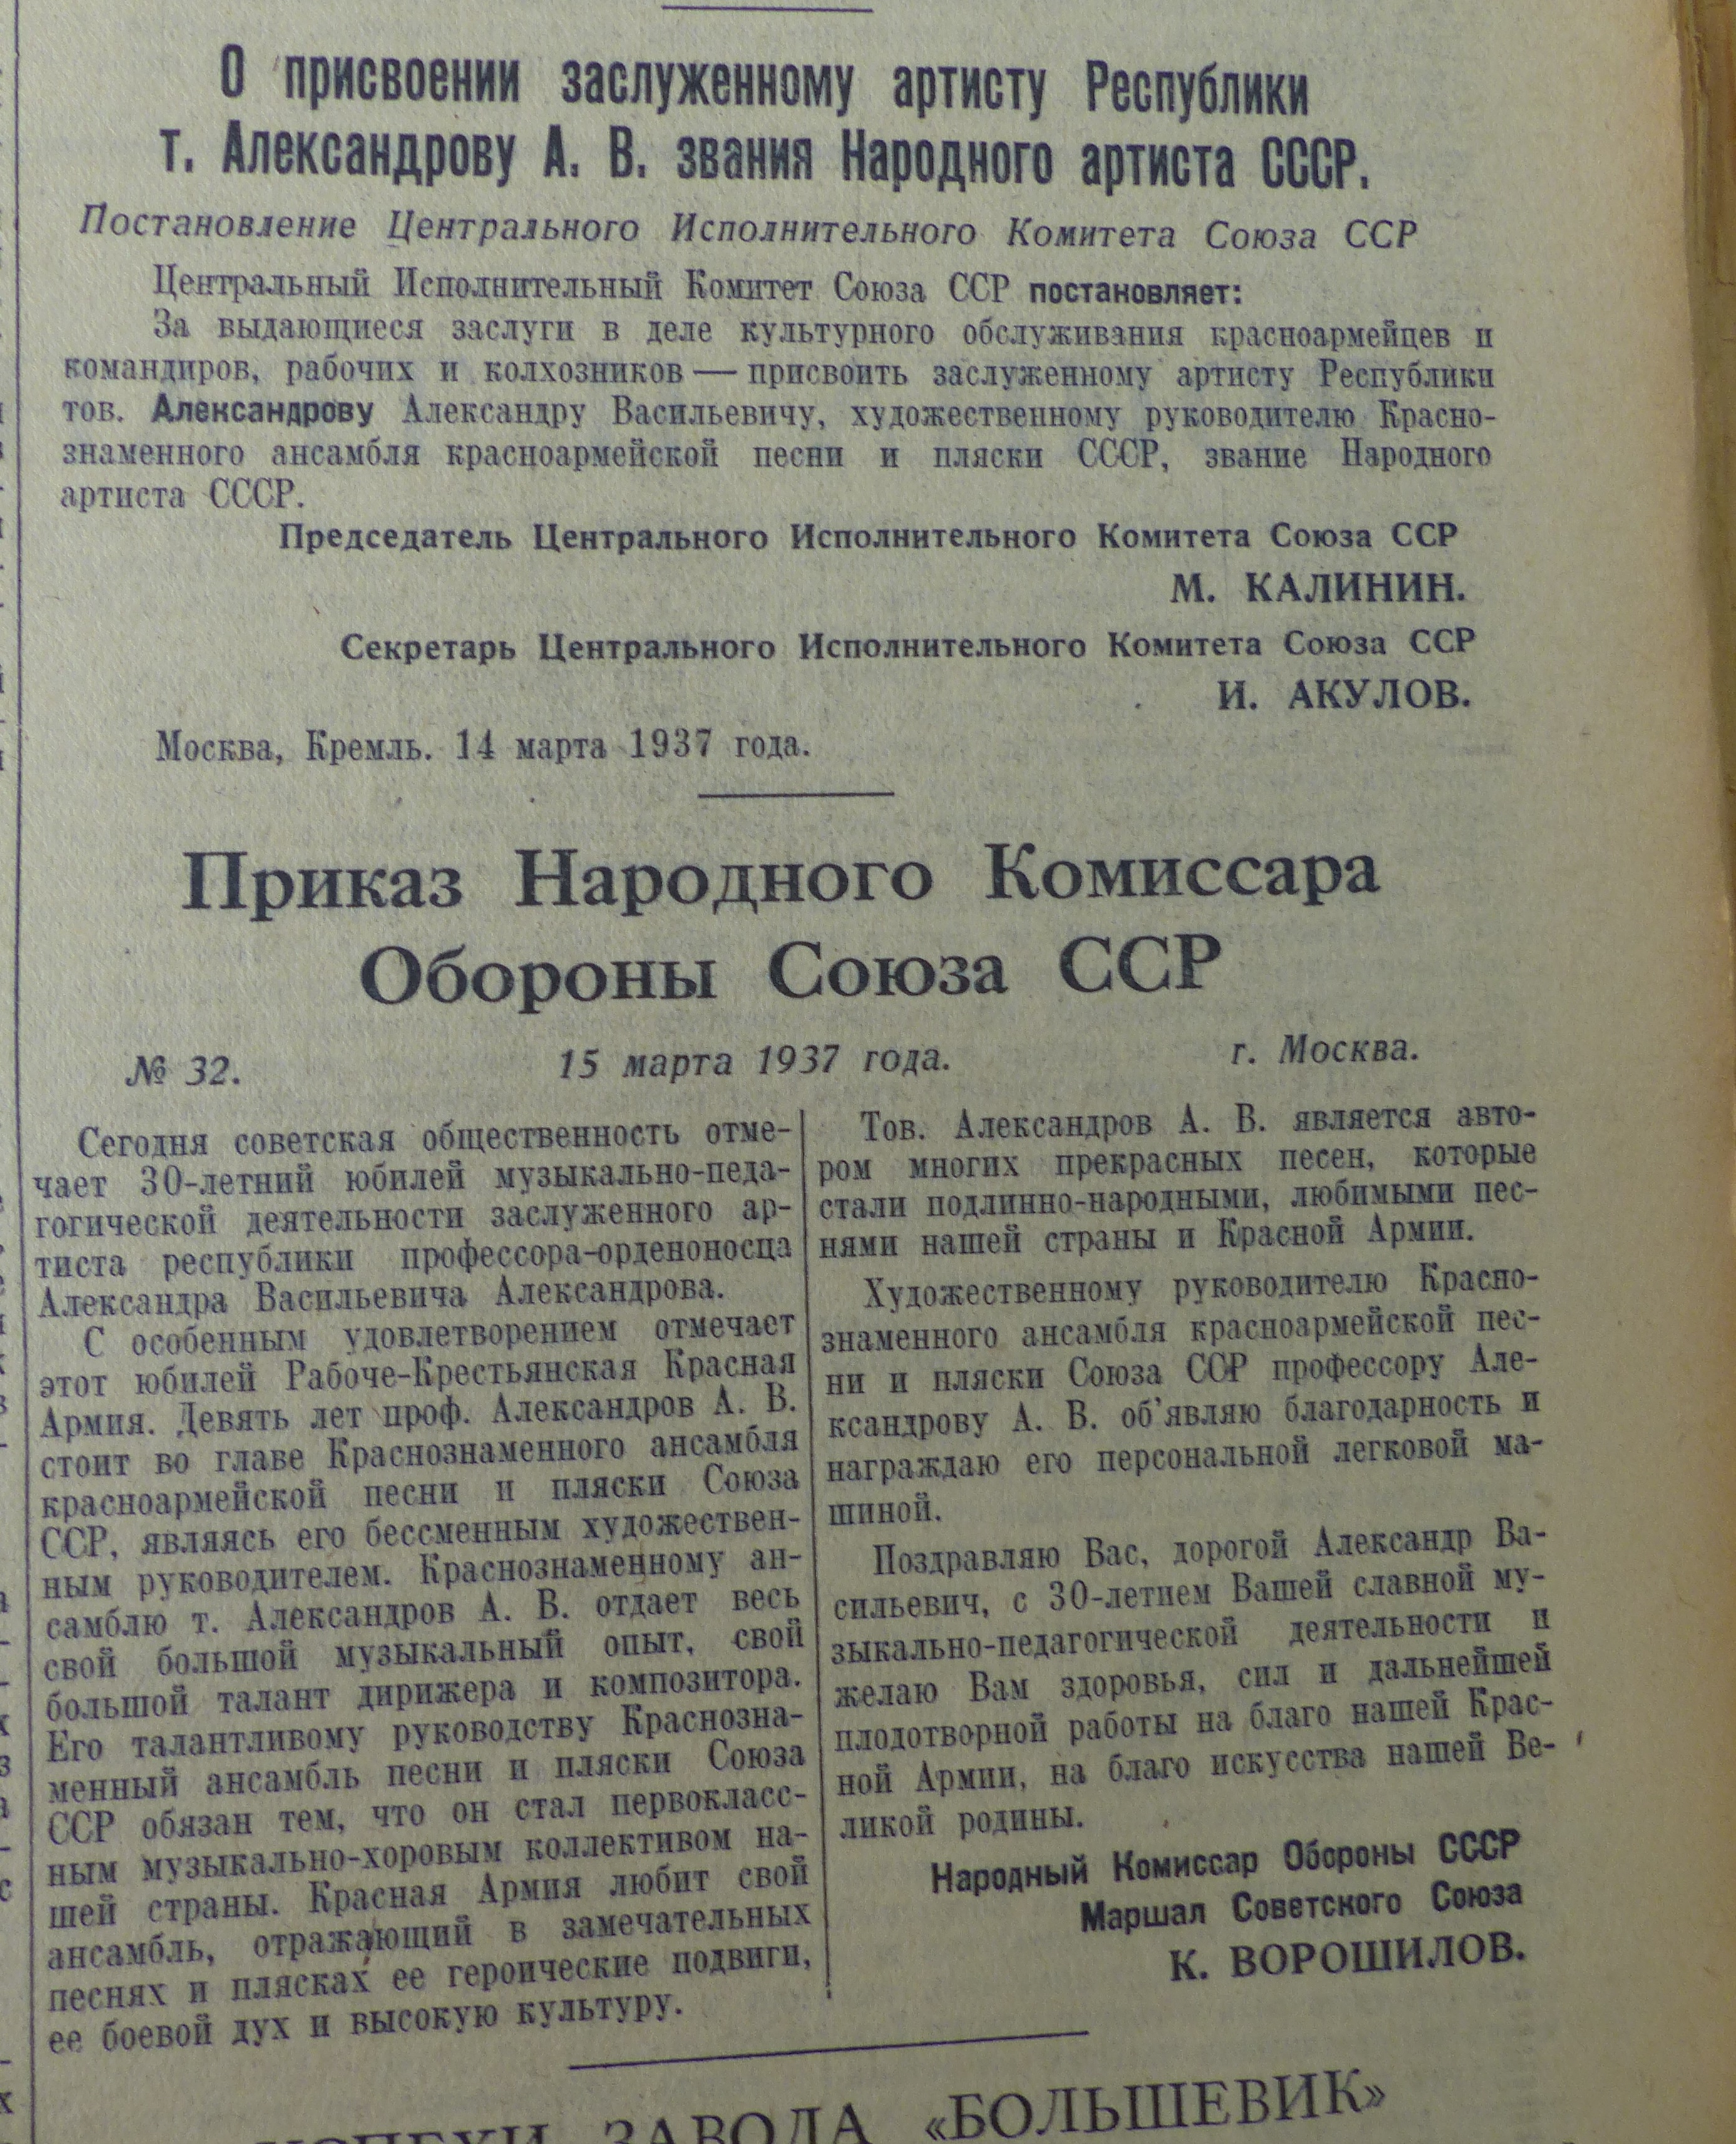 О присвоении заслуженному артисту Республики
т. Александрову А. В. звания Народного артиста СССР.
Постановление Центрального Исполнительного Комитета Союза ССР
Центральный Исполнительный Комитет Союза ССР постановляет:
За выдающиеся заслуги в деле культурного обслуживания красноармейцев и
командиров, рабочих и колхозников — присвоить заслуженному артисту Республики
тов. Александрову Александру Васильевичу, художественному руководителю Красно-
знаменного ансамбля красноармейской песни и пляски СССР, звание Народного
артиста СССР.
Председатель Центрального Исполнительного Комитета Союза ССР
М. КАЛИНИН.
Секретарь Центрального Исполнительного Комитета Союза ССР
И. АКУЛОВ.
Москва, Кремль. 14 марта 1937 года.
Приказ Народного Комиссара
Обороны Союза ССР
№ 32. 15 марта 1937 года. г. Москва.
Сегодня советская общественность отме-
чает 30-летний юбилей музыкально-педа-
гогической деятельности заслуженного ар-
тиста республики профессора-орденоносца
Александра Васильевича Александрова.
С особенным удовлетворением отмечает
этот юбилей Рабоче-Крестьянская Красная
Армия. Девять лет проф. Александров А. В.
стоит во главе Краснознаменного ансамбля
красноармейской песни и пляски Союза
ССР, являясь его бессменным художествен-
ным руководителем. Краснознаменному ан-
самблю т. Александров А. В. отдает весь
свой большой музыкальный опыт, свой
большой талант дирижера и композитора.
Его талантливому руководству Краснозна-
менный ансамбль песни и пляски Союза
ССР обязан тем, что он стал первокласс-
ным музыкально-хоровым коллективом на-
шей страны. Красная Армия любит свой
ансамбль, отражающий в замечательных
песнях и плясках ее героические подвиги,
ее боевой дух и высокую культуру.
Тов. Александров А. В. является авто-
ром многих прекрасных песен, которые
стали подлинно-народными, любимыми пес-
нями нашей страны и Красной Армии.
Художественному руководителю Красно-
знаменного ансамбля красноармейской пес-
ни и пляски Союза ССР профессору Але-
ксандрову А. В. об'являю благодарность и
награждаю его персональной легковой ма-
шиной.
Поздравляю Вас, дорогой Александр Ва-
сильевич, с 30-летием Вашей славной му-
зыкально-педагогической деятельности и
желаю Вам здоровья, сил и дальнейшей
плодотворной работы на благо нашей Крас-
ной Армии, на благо искусства нашей Ве-
ликой родины.
Народный Комиссар Обороны СССР
Маршал Советского Союза
К. ВОРОШИЛОВ.
ЗАВОДА «БОЛЬШЕВИК»